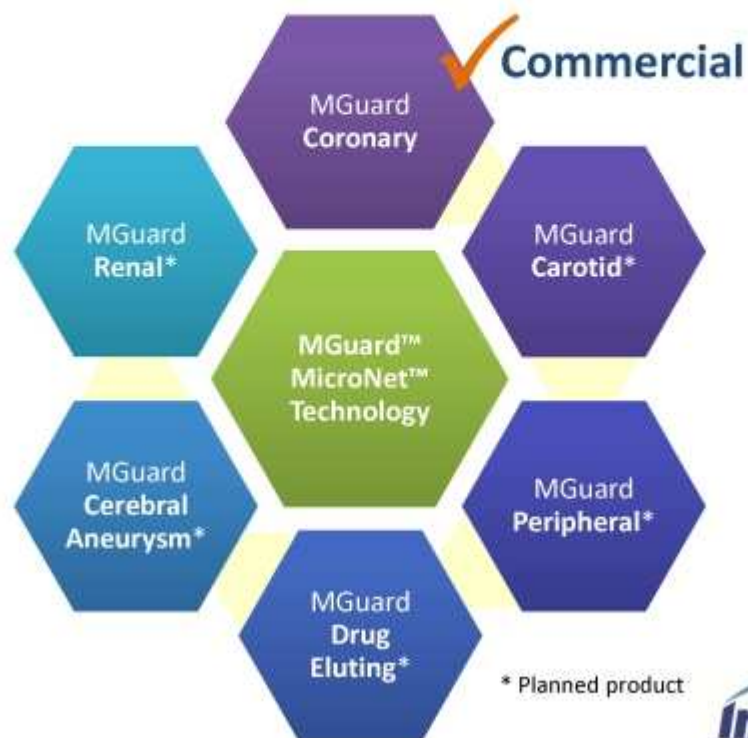 Commercial
MGuard
Coronary
MGuard
Renal*
MGuard
Carotid*
MGuard™
MicroNet™
Technology
MGuard
Cerebral
Aneurysm*
MGuard
Peripheral*
MGuard
Drug
Eluting*
* Planned product